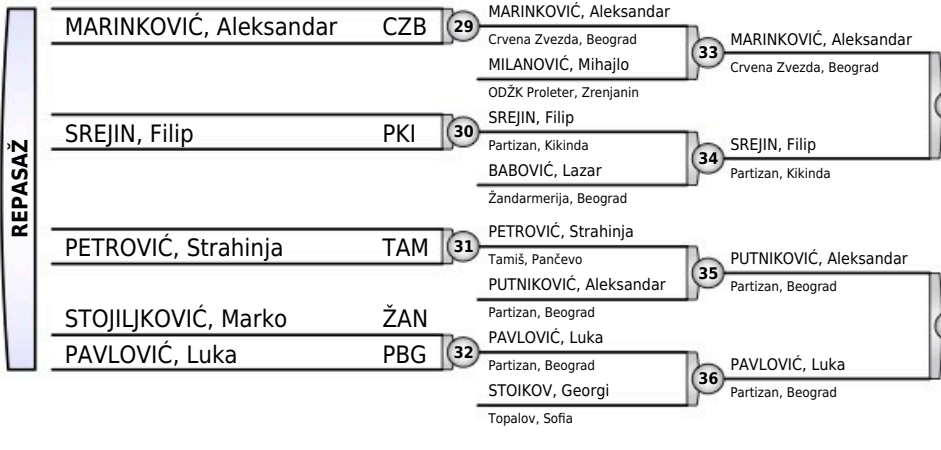 REPASAŽ
MARINKOVIĆ, Aleksandar CZB
29
SREJIN, Filip PKI
30
PETROVIĆ, Strahinja TAM
31
STOJILJKOVIĆ, Marko ŽAN
PAVLOVIĆ, Luka PBG
32
MARINKOVIĆ, Aleksandar
Crvena Zvezda, Beograd
MILANOVIĆ, Mihajlo
ODŽK Proleter, Zrenjanin
33
SREJIN, Filip
Partizan, Kikinda
BABOVIĆ, Lazar
Žandarmerija, Beograd
34
PETROVIĆ, Strahinja
Tamiš, Pančevo
PUTNIKOVIĆ, Aleksandar
Partizan, Beograd
35
PAVLOVIĆ, Luka
Partizan, Beograd
STOIKOV, Georgi
Topalov, Sofia
36
MARINKOVIĆ, Aleksandar
Crvena Zvezda, Beograd
SREJIN, Filip
Partizan, Kikinda
PUTNIKOVIĆ, Aleksandar
Partizan, Beograd
PAVLOVIĆ, Luka
Partizan, Beograd